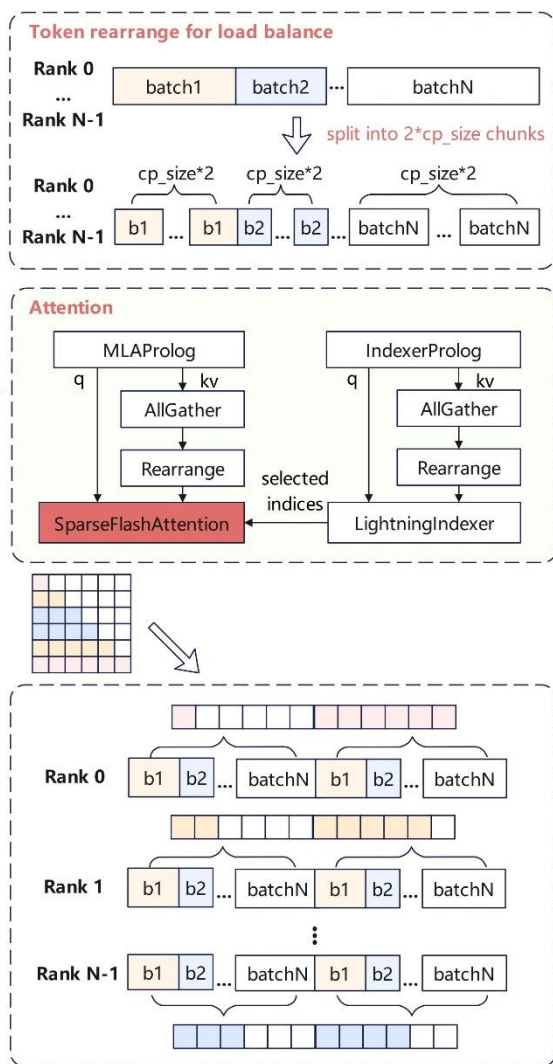 Token rearrange for load balance
Rank 0
...
Rank N-1
batch1 batch2 ... batchN
split into 2*cp_size chunks
cp_size*2 cp_size*2 cp_size*2
Rank 0
...
Rank N-1
b1 ... b1 b2 ... b2 ... batchN ... batchN
Attention
MLAProlog IndexerProlog
q kv q kv
AllGather AllGather
Rearrange Rearrange
selected
indices
SparseFlashAttention LightningIndexer
Rank 0 b1 b2 ... batchN b1 b2 ... batchN
Rank 1 b1 b2 ... batchN b1 b2 ... batchN
⋮
Rank N-1 b1 b2 ... batchN b1 b2 ... batchN